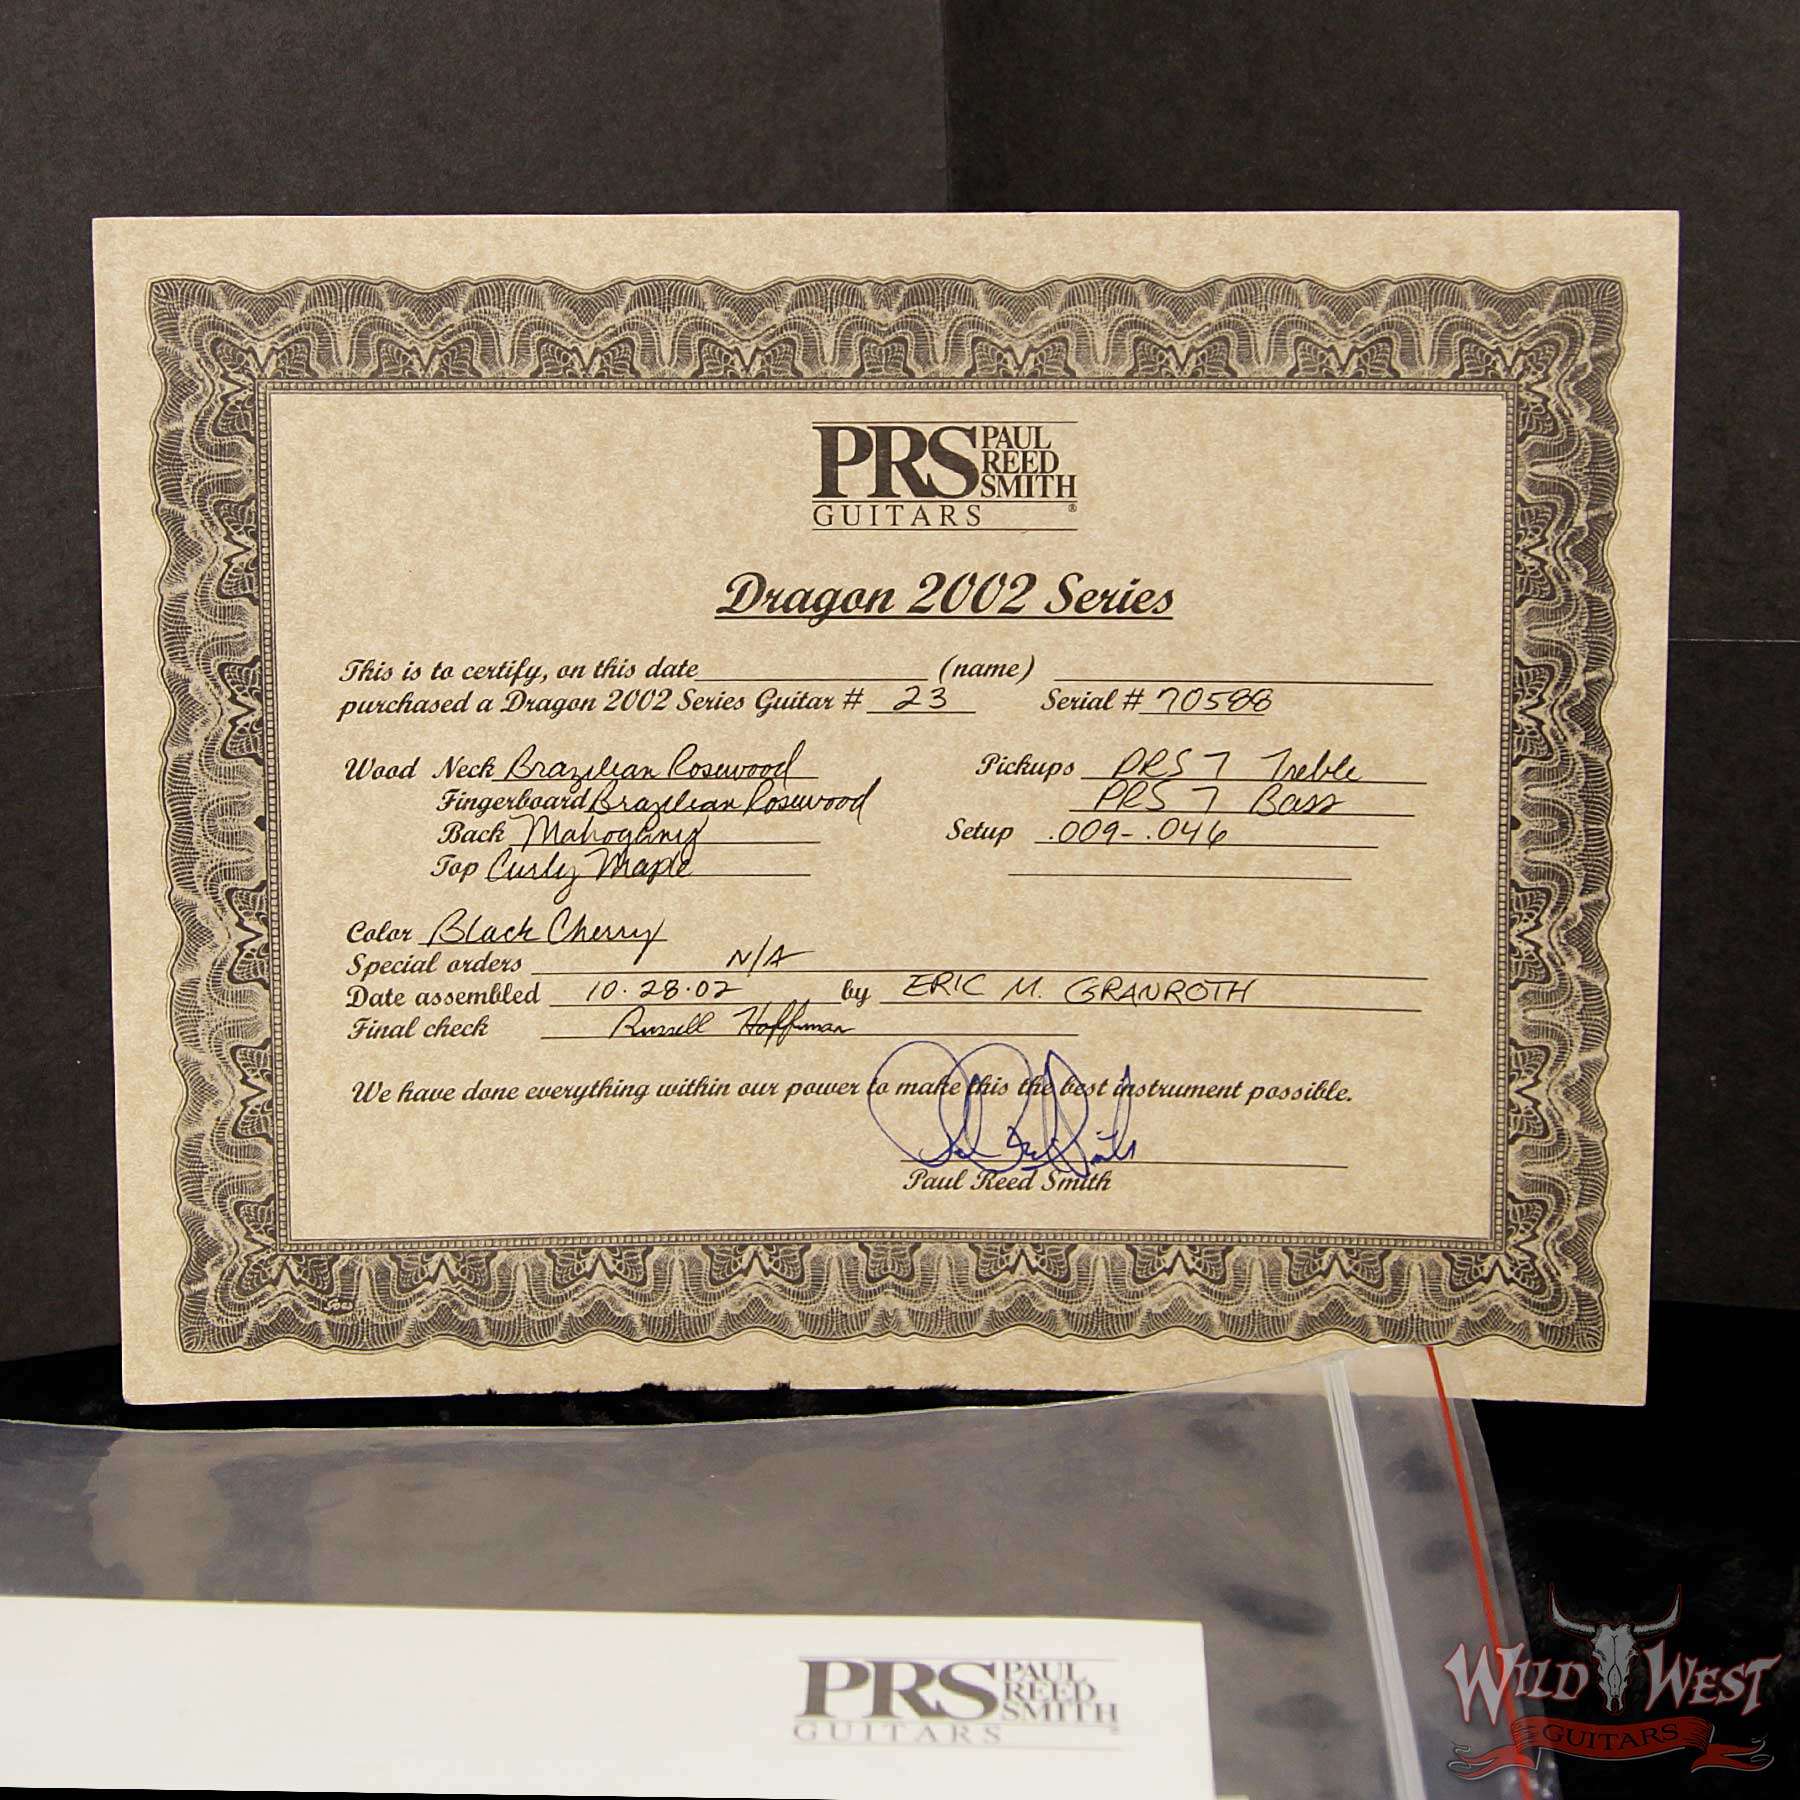 PRS PAUL
REED
SMITH
GUITARS ®
Dragon 2002 Series
This is to certify, on this date (name)
purchased a Dragon 2002 Series Guitar # 23 Serial # 70588
Wood Neck Brazilian Rosewood Pickups PRS 7 Treble
Fingerboard Brazilian Rosewood PRS 7 Bass
Back Mahogany Setup .009-.046
Top Curly Maple
Color Black Cherry
Special orders N/A
Date assembled 10.28.02 by ERIC M. GRANROTH
Final check Russell Hoffman
We have done everything within our power to make this the best instrument possible.
Paul Reed Smith
Paul Reed Smith
Goes
PRS PAUL
REED
SMITH
GUITARS ®
WILD WEST
GUITARS